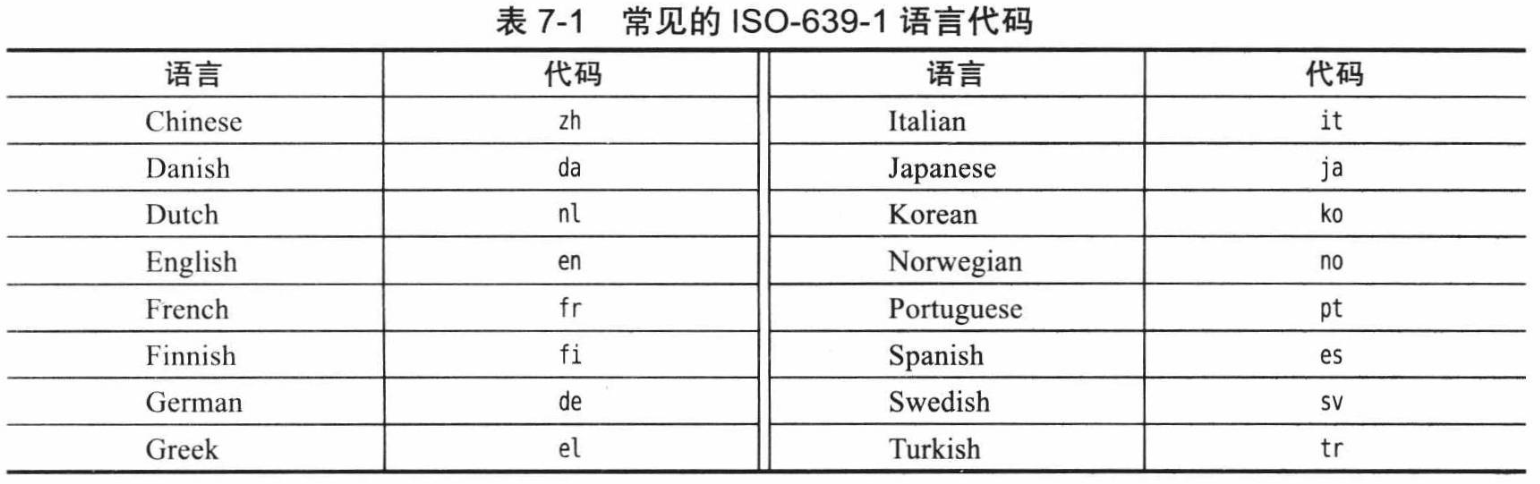 表 7-1 常见的 ISO-639-1 语言代码
语言 代码 语言 代码
Chinese zh Italian it
Danish da Japanese ja
Dutch nl Korean ko
English en Norwegian no
French fr Portuguese pt
Finnish fi Spanish es
German de Swedish sv
Greek el Turkish tr